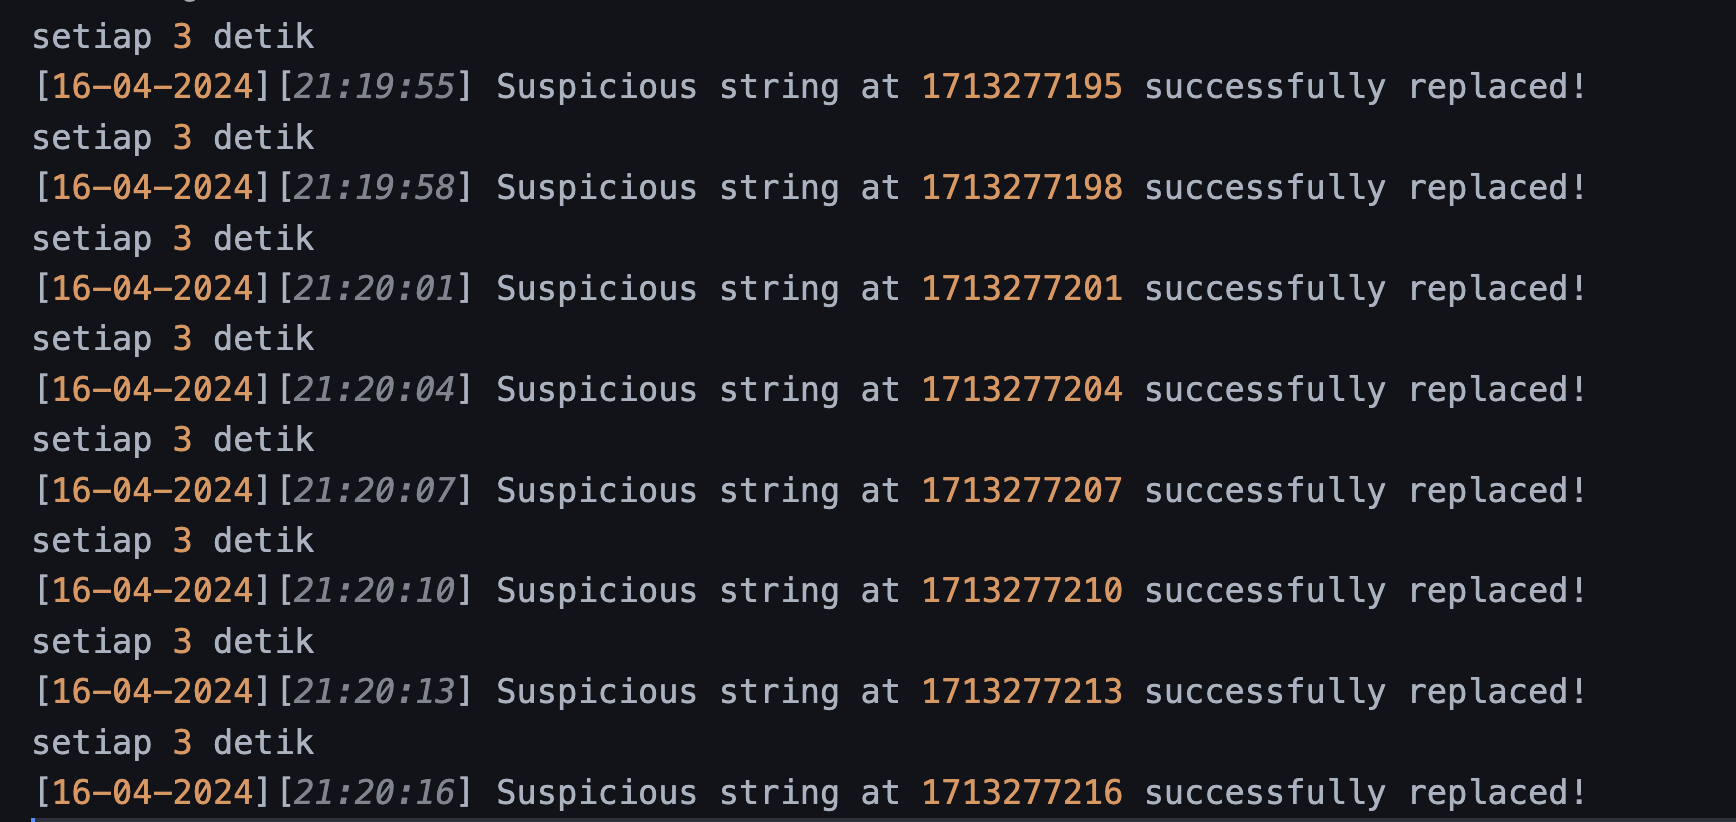 setiap 3 detik
[16-04-2024][21:19:55] Suspicious string at 1713277195 successfully replaced!
setiap 3 detik
[16-04-2024][21:19:58] Suspicious string at 1713277198 successfully replaced!
setiap 3 detik
[16-04-2024][21:20:01] Suspicious string at 1713277201 successfully replaced!
setiap 3 detik
[16-04-2024][21:20:04] Suspicious string at 1713277204 successfully replaced!
setiap 3 detik
[16-04-2024][21:20:07] Suspicious string at 1713277207 successfully replaced!
setiap 3 detik
[16-04-2024][21:20:10] Suspicious string at 1713277210 successfully replaced!
setiap 3 detik
[16-04-2024][21:20:13] Suspicious string at 1713277213 successfully replaced!
setiap 3 detik
[16-04-2024][21:20:16] Suspicious string at 1713277216 successfully replaced!